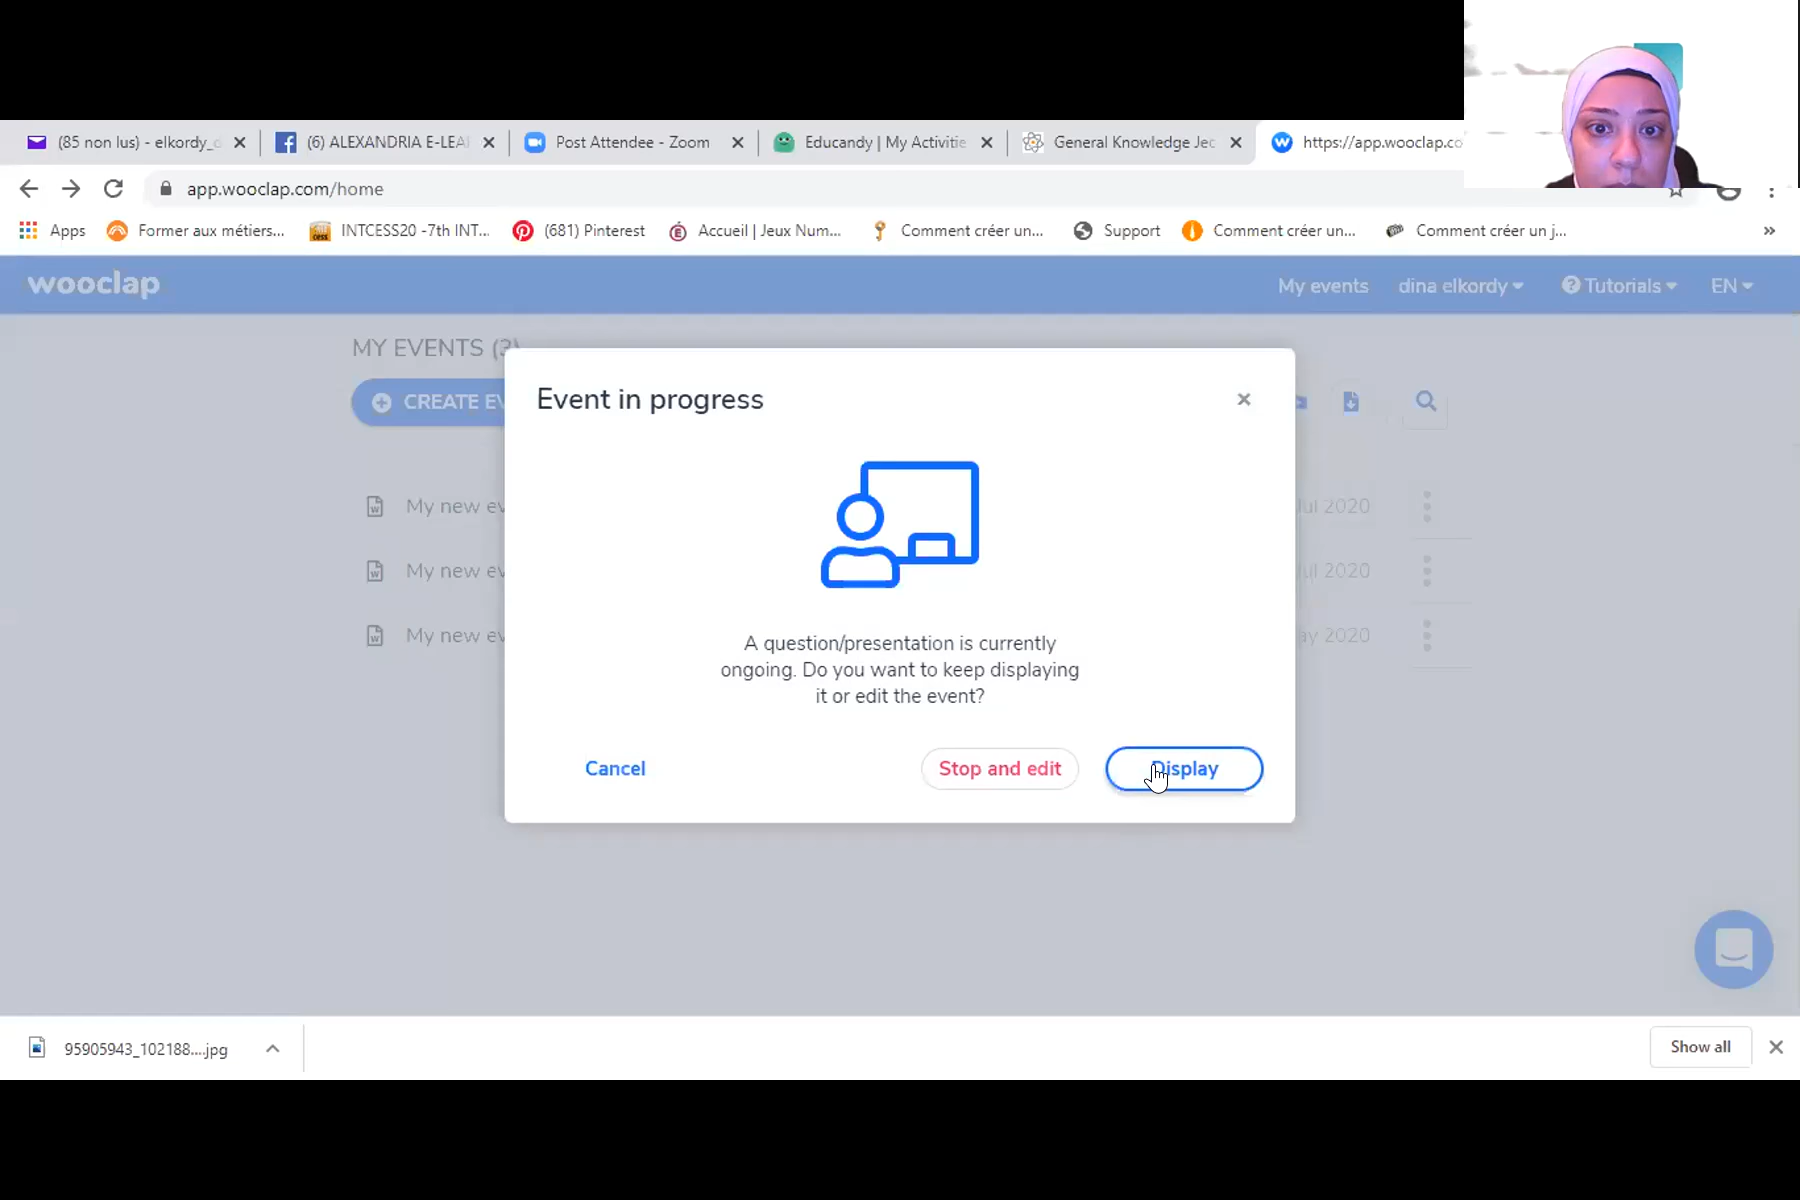 (85 non lus) - elkordy_
(6) ALEXANDRIA E-LEA
Post Attendee - Zoom
Educandy | My Activitie
General Knowledge Jec
https://app.wooclap.co
app.wooclap.com/home
Apps
Former aux métiers...
INTCESS20 -7th INT...
(681) Pinterest
Accueil | Jeux Num...
Comment créer un...
Support
Comment créer un...
Comment créer un j...
»
wooclap
My events
dina elkordy
Tutorials
EN
MY EVENTS (3)
CREATE EV
Event in progress
My new ev
Jul 2020
My new ev
Jul 2020
My new ev
ay 2020
A question/presentation is currently
ongoing. Do you want to keep displaying
it or edit the event?
Cancel
Stop and edit
Display
95905943_102188....jpg
Show all